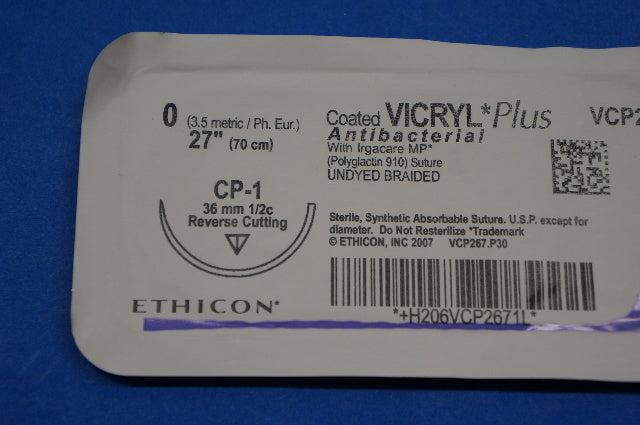 0 (3.5 metric / Ph. Eur.)
27" (70 cm)
CP-1
36 mm 1/2c
Reverse Cutting
ETHICON*
Coated VICRYL* Plus
Antibacterial
With Irgacare MP*
(Polyglactin 910) Suture
UNDYED BRAIDED
VCP2
Sterile, Synthetic Absorbable Suture. U.S.P. except for
diameter. Do Not Resterilize *Trademark
© ETHICON, INC 2007 VCP267.P30
*+H206VCP2671L*